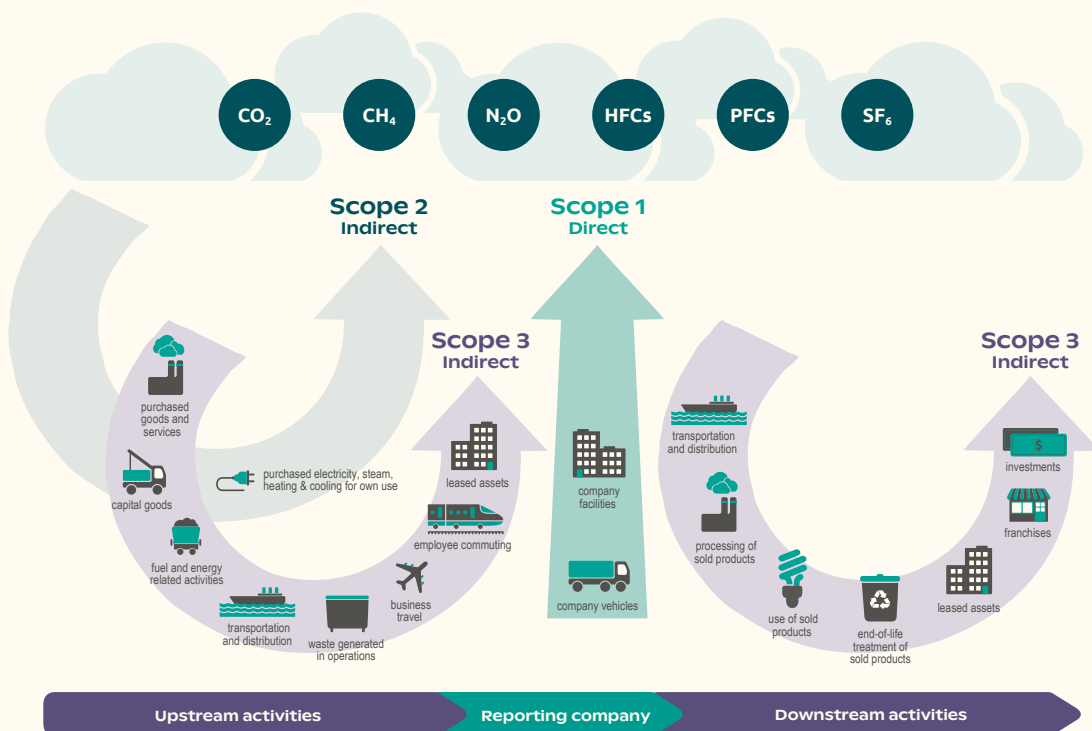 CO₂
CH₄
N₂O
HFCs
PFCs
SF₆
Scope 2
Indirect
Scope 1
Direct
Scope 3
Indirect
Scope 3
Indirect
purchased
goods and
services
capital goods
fuel and energy
related activities
purchased electricity, steam,
heating & cooling for own use
transportation
and distribution
waste generated
in operations
business
travel
employee commuting
leased assets
company
facilities
company vehicles
transportation
and distribution
processing of
sold products
use of sold
products
end-of-life
treatment of
sold products
leased assets
franchises
$
investments
Upstream activities
Reporting company
Downstream activities